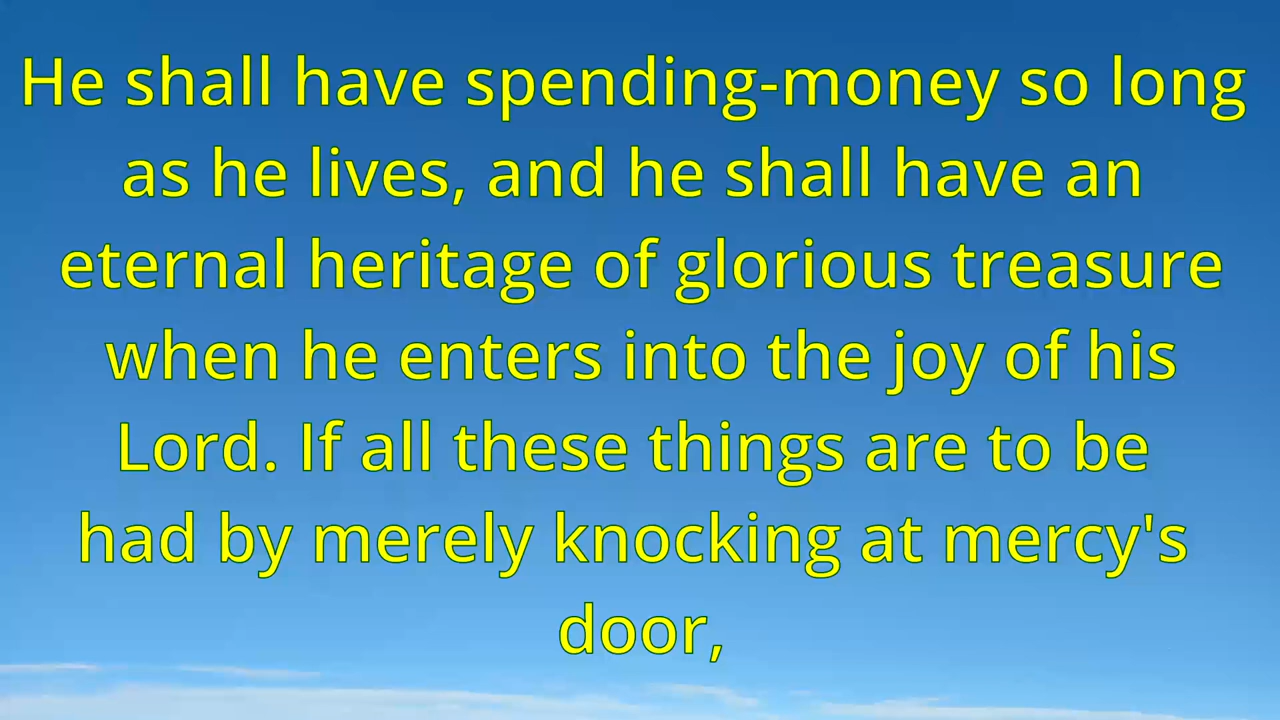 He shall have spending-money so long
as he lives, and he shall have an
eternal heritage of glorious treasure
when he enters into the joy of his
Lord. If all these things are to be
had by merely knocking at mercy's
door,